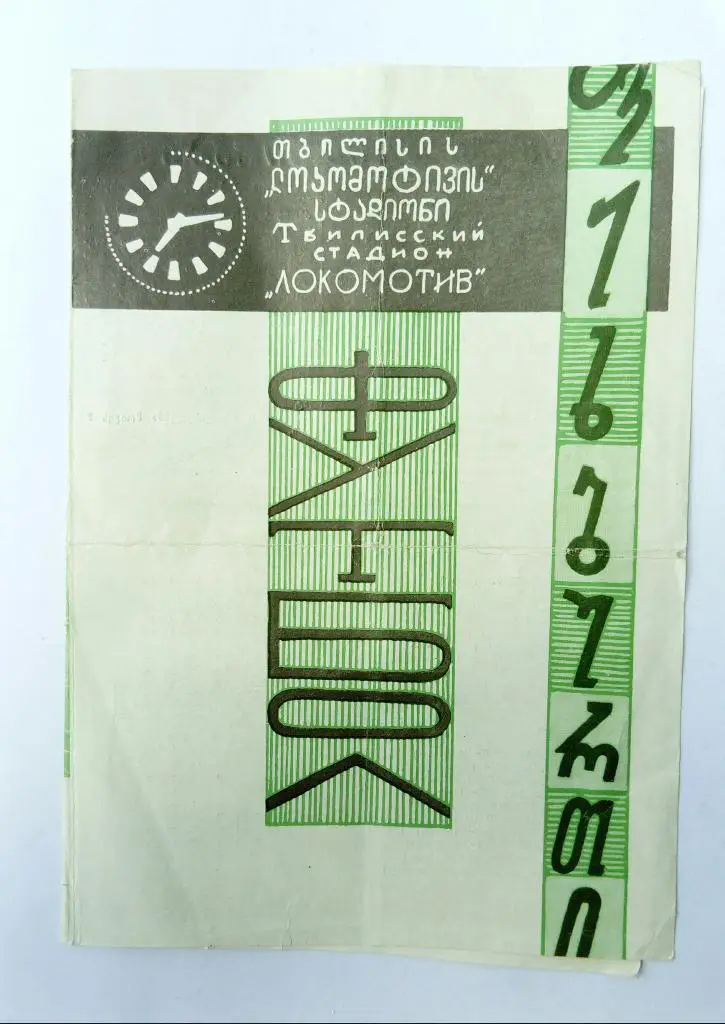 თბილისის
„ლოკომოტივის"
სტადიონი
Тбилисский
стадион
„ЛОКОМОТИВ"
ФУТБОЛ
ფეხბურთი